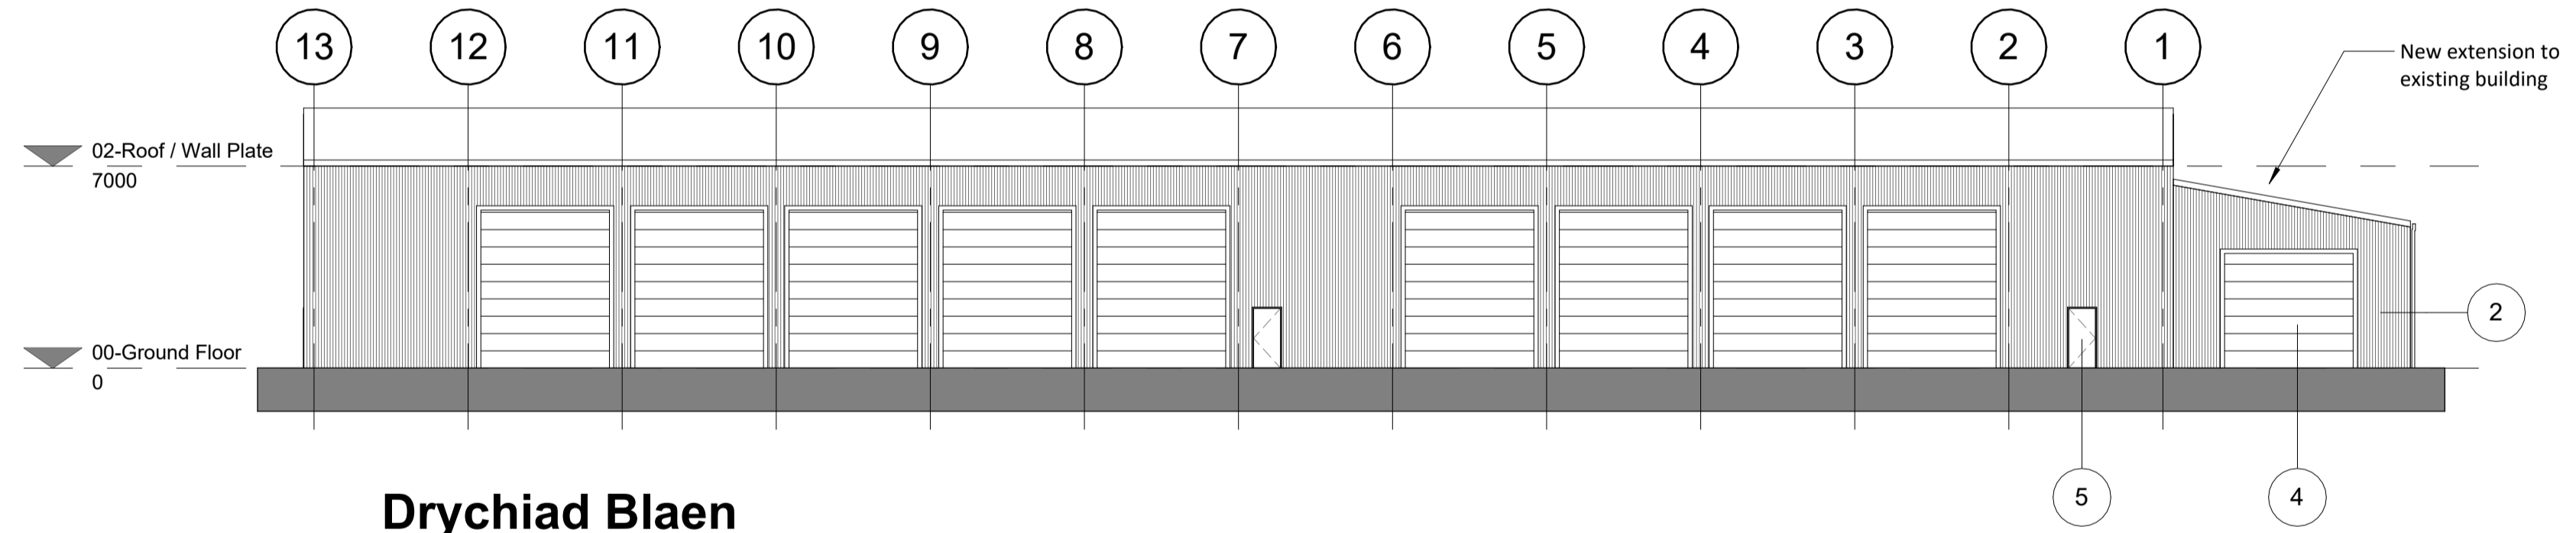 13 12 11 10 9 8 7 6 5 4 3 2 1
New extension to
existing building
02-Roof / Wall Plate
7000
2
00-Ground Floor
0
5 4
Drychiad Blaen